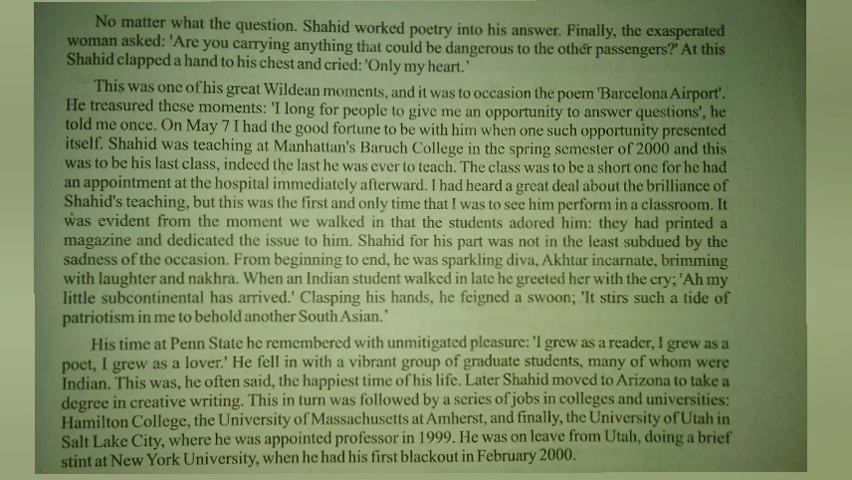 No matter what the question. Shahid worked poetry into his answer. Finally, the exasperated
woman asked: 'Are you carrying anything that could be dangerous to the other passengers?' At this
Shahid clapped a hand to his chest and cried: 'Only my heart.'
This was one of his great Wildean moments, and it was to occasion the poem 'Barcelona Airport'.
He treasured these moments: 'I long for people to give me an opportunity to answer questions', he
told me once. On May 7 I had the good fortune to be with him when one such opportunity presented
itself. Shahid was teaching at Manhattan's Baruch College in the spring semester of 2000 and this
was to be his last class, indeed the last he was ever to teach. The class was to be a short one for he had
an appointment at the hospital immediately afterward. I had heard a great deal about the brilliance of
Shahid's teaching, but this was the first and only time that I was to see him perform in a classroom. It
was evident from the moment we walked in that the students adored him: they had printed a
magazine and dedicated the issue to him. Shahid for his part was not in the least subdued by the
sadness of the occasion. From beginning to end, he was sparkling diva, Akhtar incarnate, brimming
with laughter and nakhra. When an Indian student walked in late he greeted her with the cry; 'Ah my
little subcontinental has arrived.' Clasping his hands, he feigned a swoon; 'It stirs such a tide of
patriotism in me to behold another South Asian.'
His time at Penn State he remembered with unmitigated pleasure: 'I grew as a reader, I grew as a
poet, I grew as a lover.' He fell in with a vibrant group of graduate students, many of whom were
Indian. This was, he often said, the happiest time of his life. Later Shahid moved to Arizona to take a
degree in creative writing. This in turn was followed by a series of jobs in colleges and universities:
Hamilton College, the University of Massachusetts at Amherst, and finally, the University of Utah in
Salt Lake City, where he was appointed professor in 1999. He was on leave from Utah, doing a brief
stint at New York University, when he had his first blackout in February 2000.